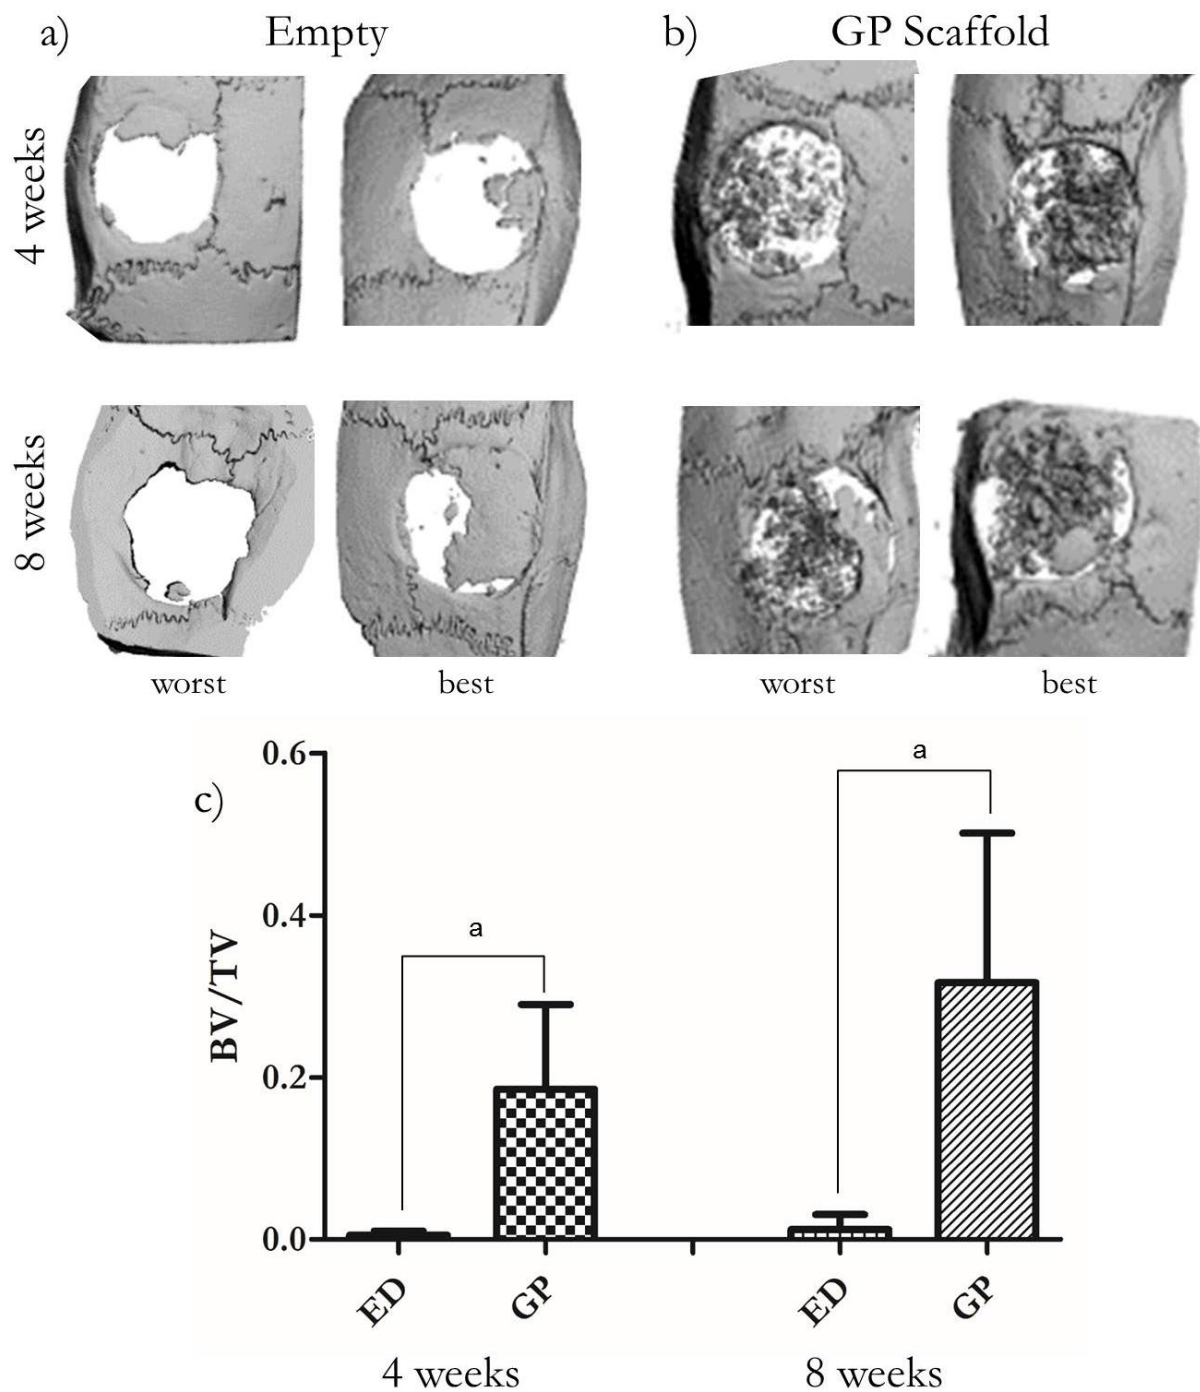 a) Empty
b) GP Scaffold
4 weeks
8 weeks
worst best
worst best
c)
a
a
BV/TV
0.6
0.4
0.2
0.0
ED GP ED GP
4 weeks 8 weeks